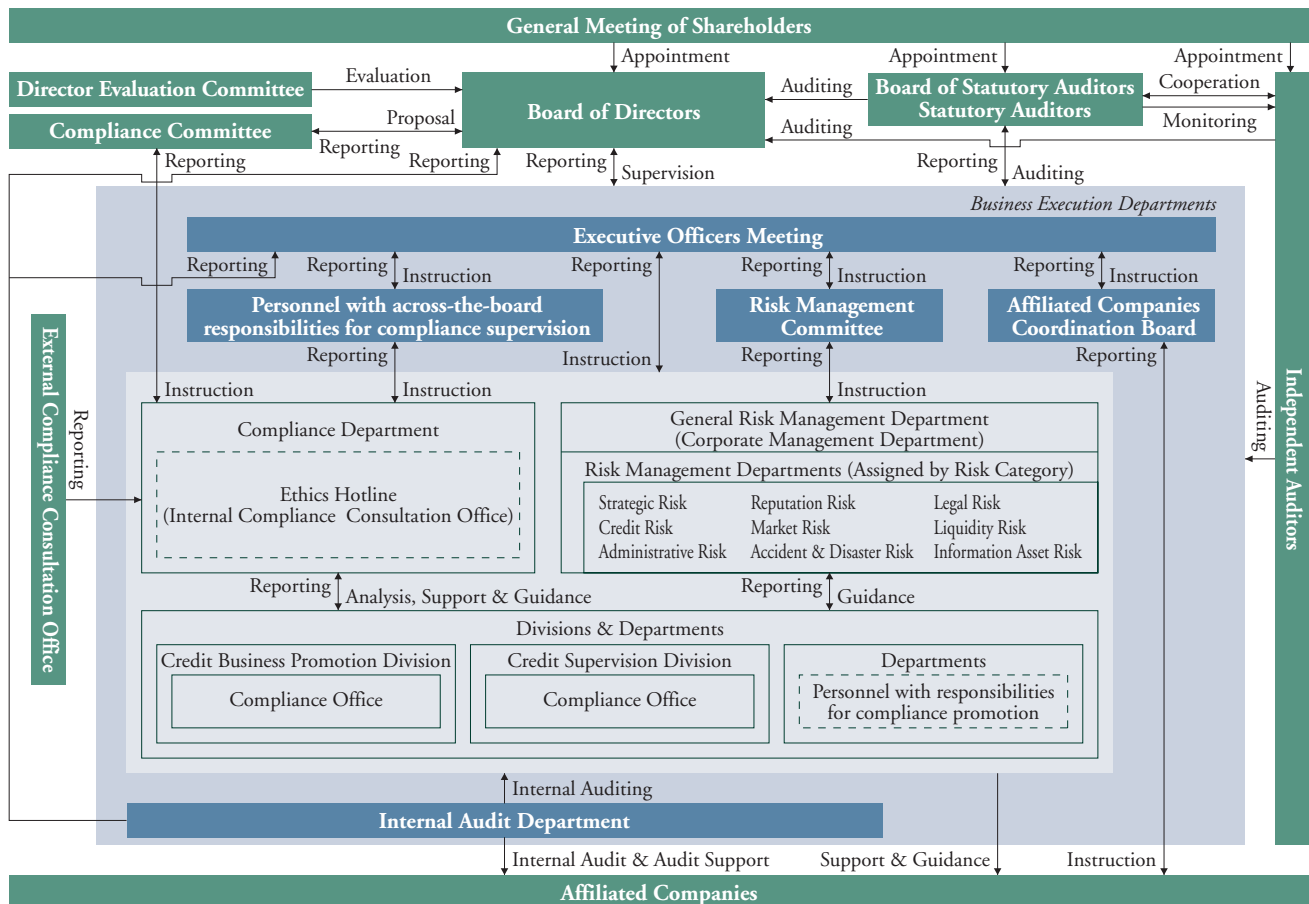 General Meeting of Shareholders
Appointment
Appointment
Appointment
Director Evaluation Committee
Evaluation
Board of Directors
Auditing
Board of Statutory Auditors
Statutory Auditors
Cooperation
Compliance Committee
Proposal
Reporting
Auditing
Monitoring
Reporting
Reporting
Reporting
Supervision
Reporting
Auditing
Business Execution Departments
Executive Officers Meeting
Reporting
Reporting
Instruction
Reporting
Reporting
Instruction
Reporting
Instruction
Personnel with across-the-board
responsibilities for compliance supervision
Risk Management
Committee
Affiliated Companies
Coordination Board
Reporting
Instruction
Reporting
Reporting
Instruction
Instruction
Instruction
External Compliance Consultation Office
Reporting
Independent Auditors
Auditing
Compliance Department
Ethics Hotline
(Internal Compliance Consultation Office)
General Risk Management Department
(Corporate Management Department)
Risk Management Departments (Assigned by Risk Category)
Strategic Risk
Reputation Risk
Legal Risk
Credit Risk
Market Risk
Liquidity Risk
Administrative Risk
Accident & Disaster Risk
Information Asset Risk
Reporting
Analysis, Support & Guidance
Reporting
Guidance
Divisions & Departments
Credit Business Promotion Division
Compliance Office
Credit Supervision Division
Compliance Office
Departments
Personnel with responsibilities
for compliance promotion
Internal Auditing
Internal Audit Department
Internal Audit & Audit Support
Support & Guidance
Instruction
Affiliated Companies